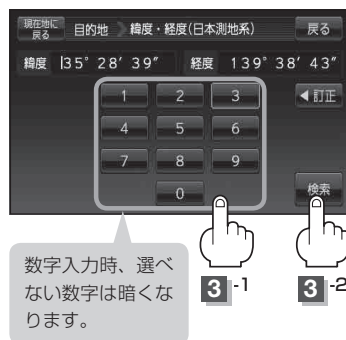 現在地に
戻る
目的地 緯度・経度(日本測地系)
戻る
緯度 35° 28′ 39″ 経度 139° 38′ 43″
1 2 3
◀訂正
4 5 6
7 8 9
0
検索
数字入力時、選べ
ない数字は暗くな
ります。
3 -1
3 -2